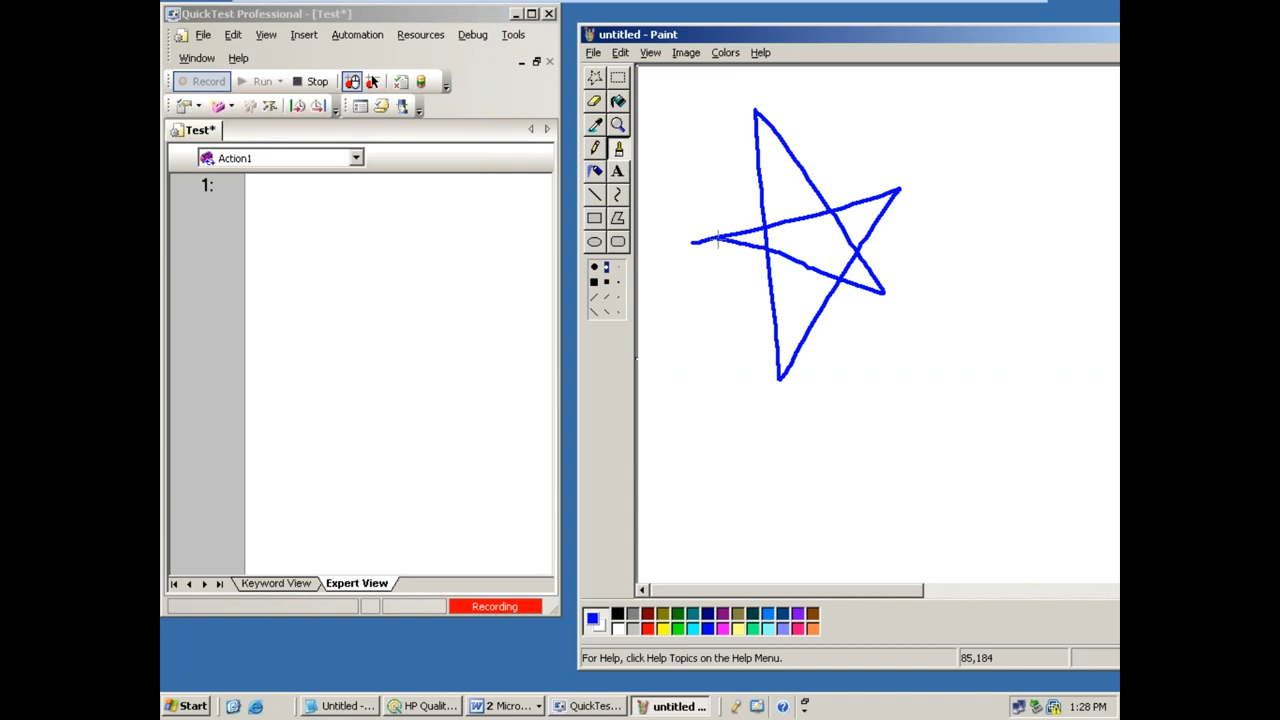 QuickTest Professional - [Test*]
File Edit View Insert Automation Resources Debug Tools
Window Help
Record Run Stop
Test*
Action1
1:
Keyword View Expert View
Recording
untitled - Paint
File Edit View Image Colors Help
A
For Help, click Help Topics on the Help Menu. 85,184
Start Untitled -... HP Qualit... 2 Micro... QuickTes... untitled ... 1:28 PM